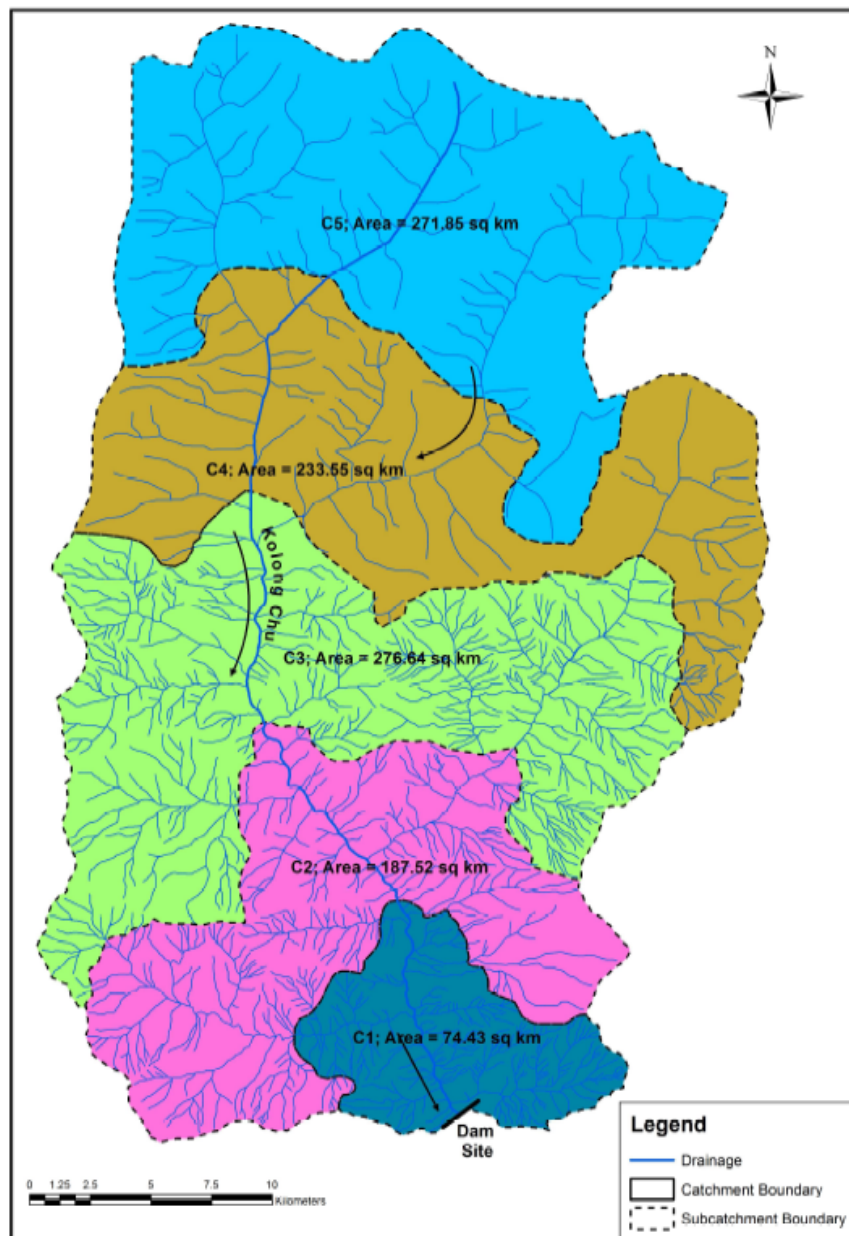 N
C5; Area = 271.85 sq km
C4; Area = 233.55 sq km
Kolong Chu
C3; Area = 276.64 sq km
C2; Area = 187.52 sq km
C1; Area = 74.43 sq km
Dam
Site
0 1.25 2.5 5 7.5 10
Kilometers
Legend
Drainage
Catchment Boundary
Subcatchment Boundary